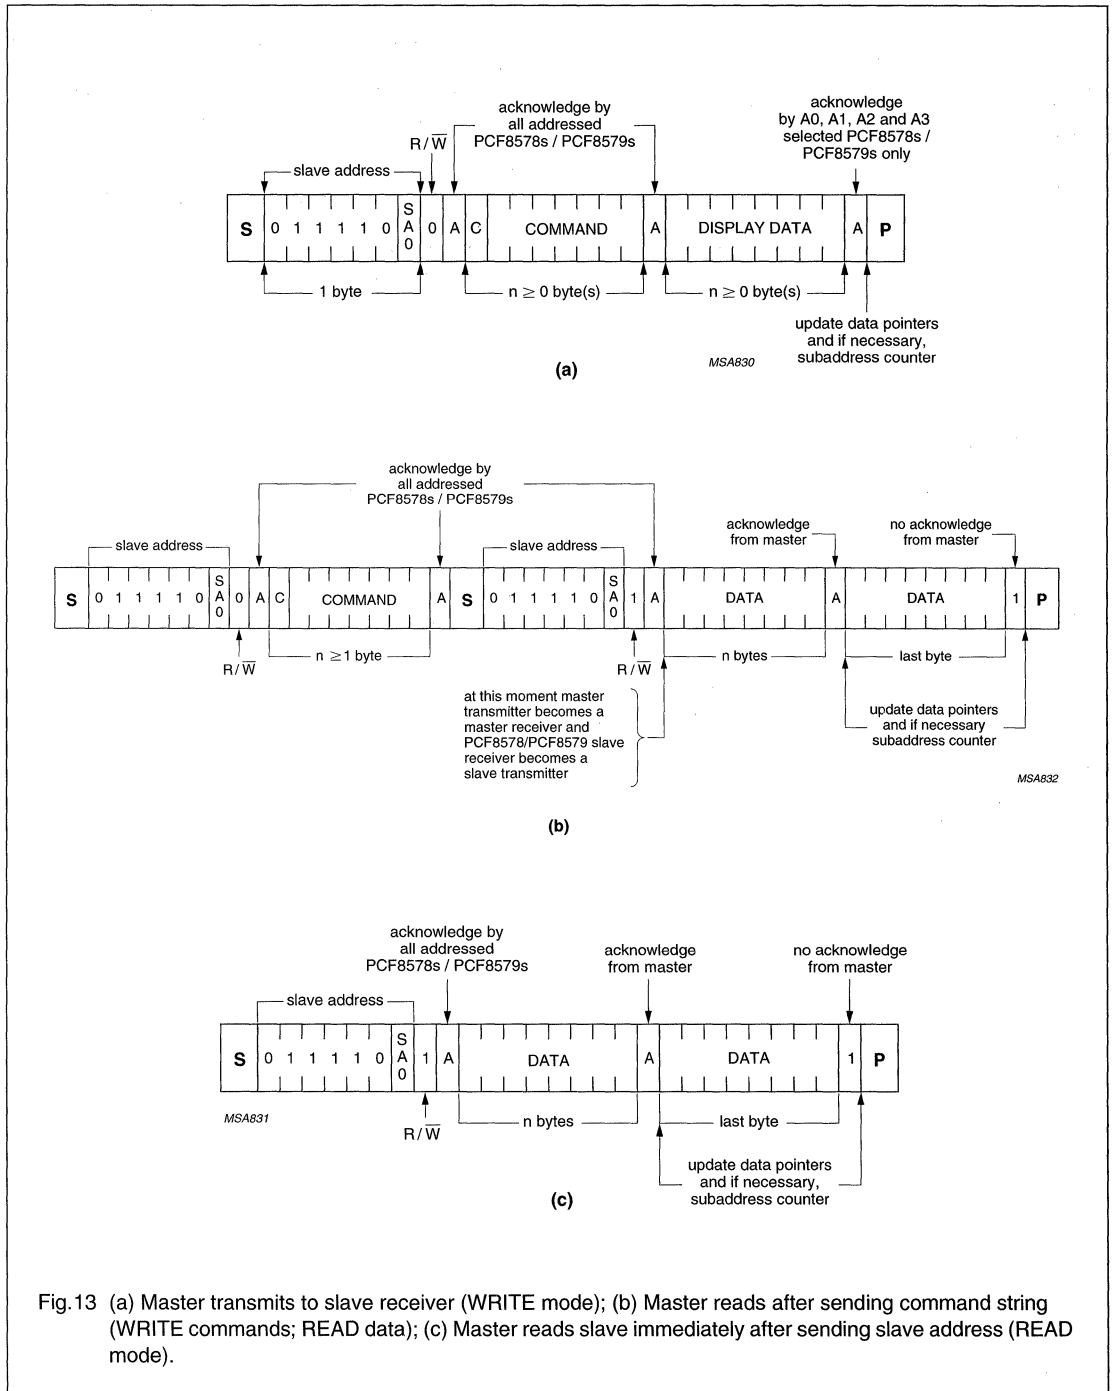 acknowledge by
all addressed
PCF8578s / PCF8579s
acknowledge
by A0, A1, A2 and A3
selected PCF8578s /
PCF8579s only
R/W
slave address
S 0 1 1 1 1 0 SA0 0 A C COMMAND A DISPLAY DATA A P
1 byte
n ≥ 0 byte(s)
n ≥ 0 byte(s)
update data pointers
and if necessary,
subaddress counter
MSA830
(a)
acknowledge by
all addressed
PCF8578s / PCF8579s
acknowledge
from master
no acknowledge
from master
slave address
slave address
S 0 1 1 1 1 0 SA0 0 A C COMMAND A S 0 1 1 1 1 0 SA0 1 A DATA A DATA 1 P
R/W
n ≥ 1 byte
R/W
n bytes
last byte
at this moment master
transmitter becomes a
master receiver and
PCF8578/PCF8579 slave
receiver becomes a
slave transmitter
update data pointers
and if necessary
subaddress counter
MSA832
(b)
acknowledge by
all addressed
PCF8578s / PCF8579s
acknowledge
from master
no acknowledge
from master
slave address
S 0 1 1 1 1 0 SA0 1 A DATA A DATA 1 P
MSA831
R/W
n bytes
last byte
update data pointers
and if necessary,
subaddress counter
(c)
Fig.13 (a) Master transmits to slave receiver (WRITE mode); (b) Master reads after sending command string
(WRITE commands; READ data); (c) Master reads slave immediately after sending slave address (READ
mode).